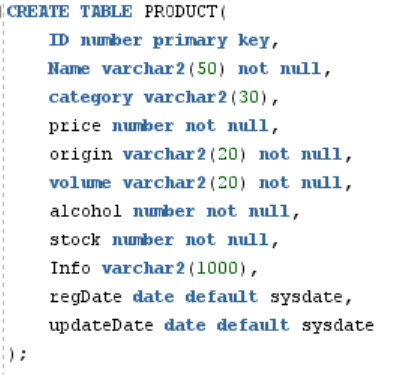 CREATE TABLE PRODUCT(
ID number primary key,
Name varchar2(50) not null,
category varchar2(30),
price number not null,
origin varchar2(20) not null,
volume varchar2(20) not null,
alcohol number not null,
stock number not null,
Info varchar2(1000),
regDate date default sysdate,
updateDate date default sysdate
);